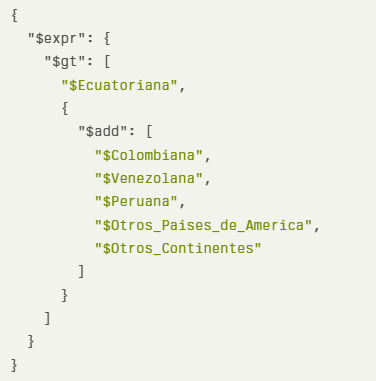 {
  "$expr": {
    "$gt": [
      "$Ecuatoriana",
      {
        "$add": [
          "$Colombiana",
          "$Venezolana",
          "$Peruana",
          "$Otros_Paises_de_America",
          "$Otros_Continentes"
        ]
      }
    ]
  }
}